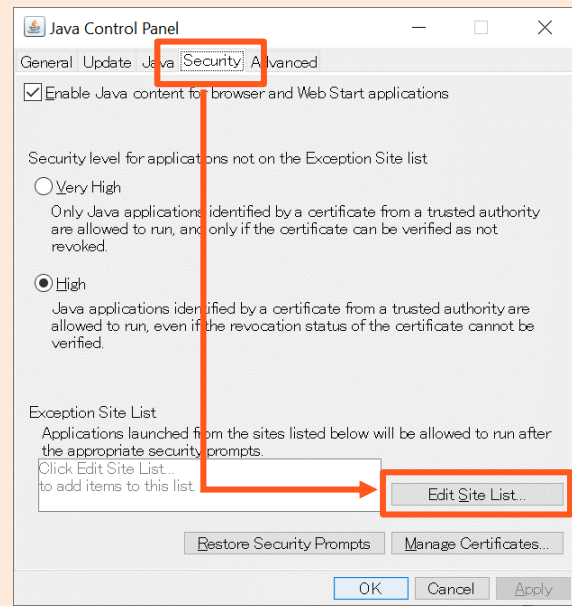 Java Control Panel
General Update Java Security Advanced
Enable Java content for browser and Web Start applications
Security level for applications not on the Exception Site list
Very High
Only Java applications identified by a certificate from a trusted authority
are allowed to run, and only if the certificate can be verified as not
revoked.
High
Java applications identified by a certificate from a trusted authority are
allowed to run, even if the revocation status of the certificate cannot be
verified.
Exception Site List
Applications launched from the sites listed below will be allowed to run after
the appropriate security prompts.
Click Edit Site List...
to add items to this list.
Edit Site List...
Restore Security Prompts Manage Certificates...
OK Cancel Apply